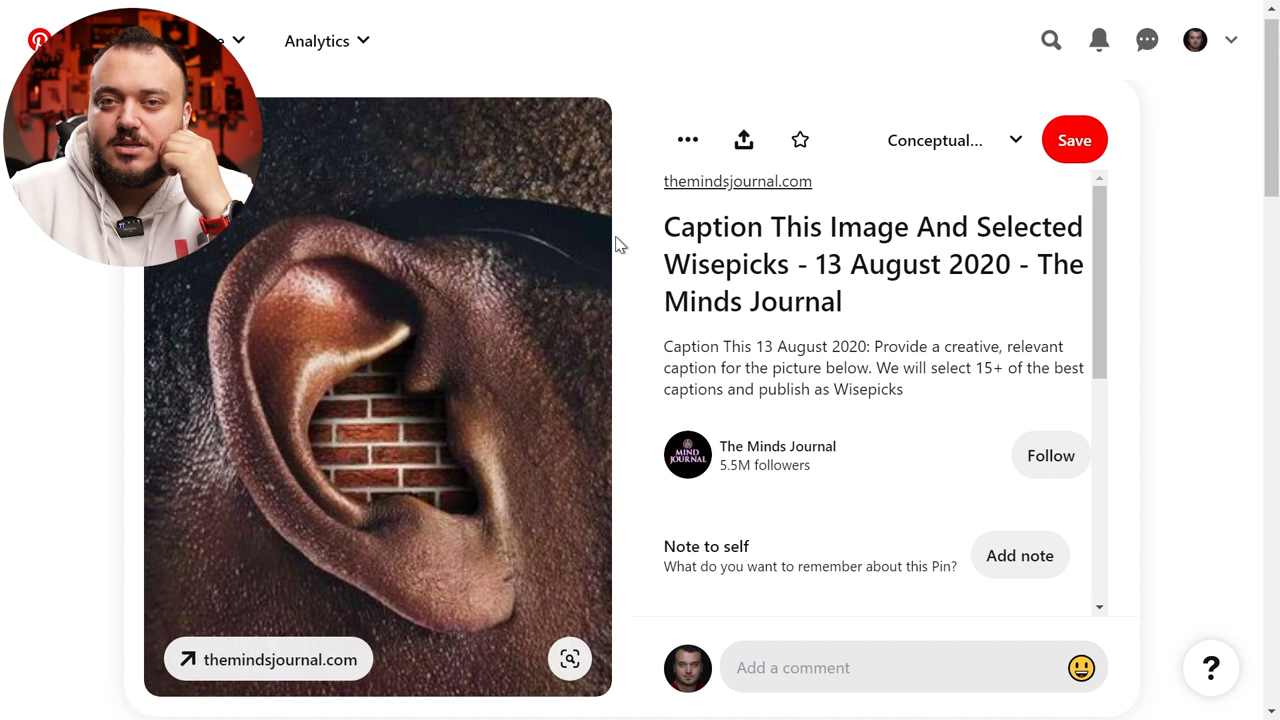 e
Analytics
Conceptual...
Save
themindsjournal.com
Caption This Image And Selected
Wisepicks - 13 August 2020 - The
Minds Journal
Caption This 13 August 2020: Provide a creative, relevant
caption for the picture below. We will select 15+ of the best
captions and publish as Wisepicks
MIND
JOURNAL
The Minds Journal
5.5M followers
Follow
Note to self
What do you want to remember about this Pin?
Add note
themindsjournal.com
Add a comment
?